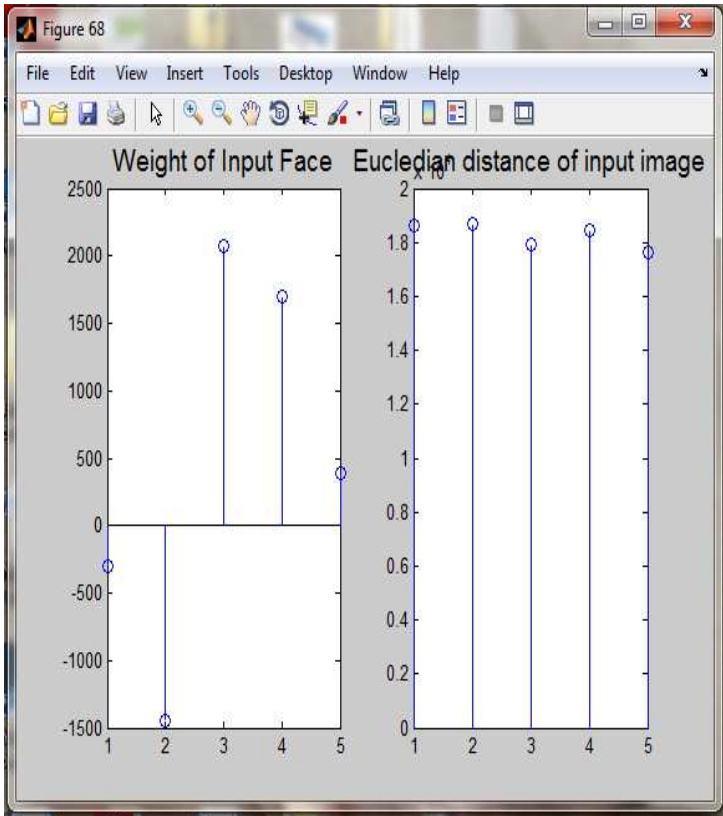 Figure 68
File Edit View Insert Tools Desktop Window Help
Weight of Input Face
2500
2000
1500
1000
500
0
-500
-1000
-1500
1 2 3 4 5
Eucledian distance of input image
x 10
2
1.8
1.6
1.4
1.2
1
0.8
0.6
0.4
0.2
0
1 2 3 4 5